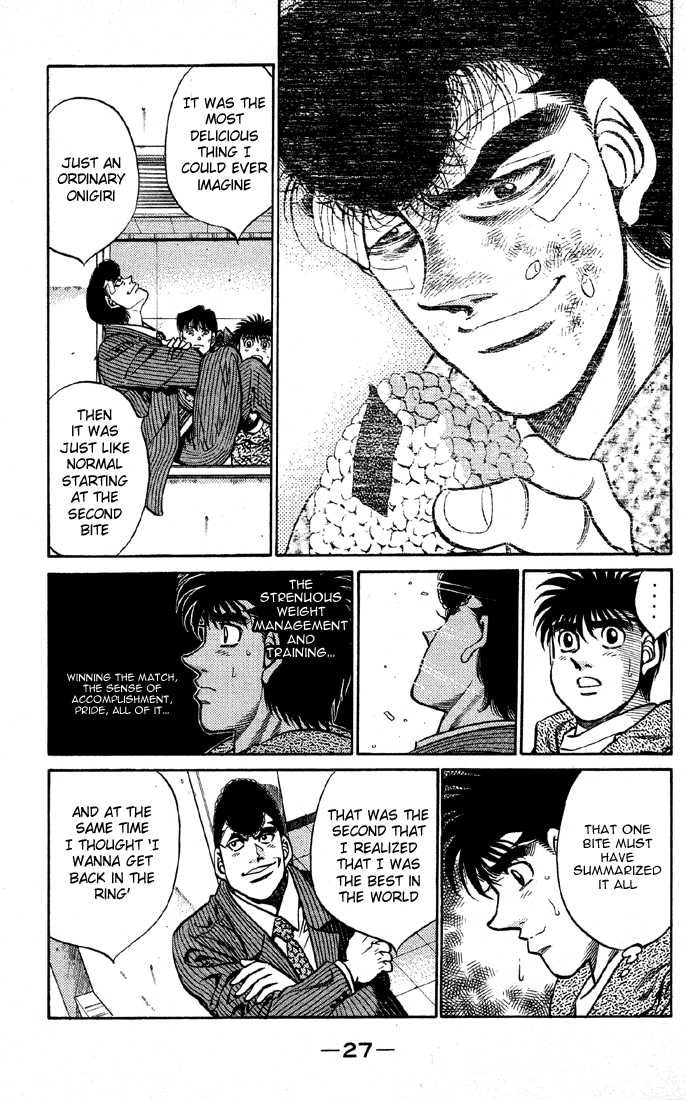 IT WAS THE
MOST
DELICIOUS
THING I
COULD EVER
IMAGINE
JUST AN
ORDINARY
ONIGIRI
THEN
IT WAS
JUST LIKE
NORMAL
STARTING
AT THE
SECOND
BITE
....
THE
STRENUOUS
WEIGHT
MANAGEMENT
AND
TRAINING...
WINNING THE MATCH,
THE SENSE OF
ACCOMPLISHMENT,
PRIDE, ALL OF IT...
THAT ONE
BITE MUST
HAVE
SUMMARIZED
IT ALL
THAT WAS THE
SECOND THAT
I REALIZED
THAT I WAS
THE BEST IN
THE WORLD
AND AT THE
SAME TIME
I THOUGHT 'I
WANNA GET
BACK IN THE
RING'
—27—